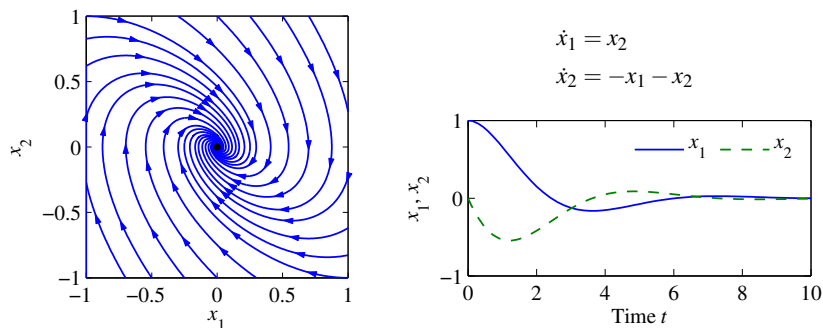 1
0.5
0
−0.5
−1
−1 −0.5 0 0.5 1
x₂
x₁
ẋ₁ = x₂
ẋ₂ = −x₁ − x₂
1
0
−1
0 2 4 6 8 10
x₁, x₂
x₁ x₂
Time t